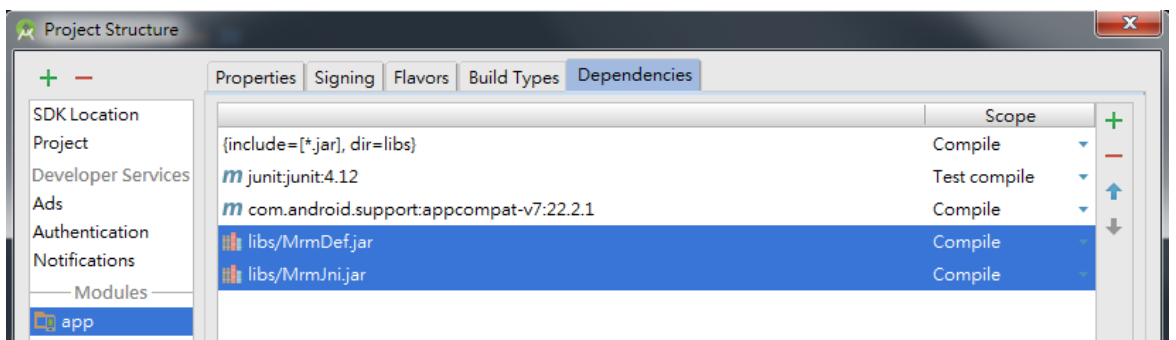 Project Structure
Properties Signing Flavors Build Types Dependencies
SDK Location
Project
Developer Services
Ads
Authentication
Notifications
Modules
app
Scope
{include=[*.jar], dir=libs} Compile
m junit:junit:4.12 Test compile
m com.android.support:appcompat-v7:22.2.1 Compile
libs/MrmDef.jar Compile
libs/MrmJni.jar Compile